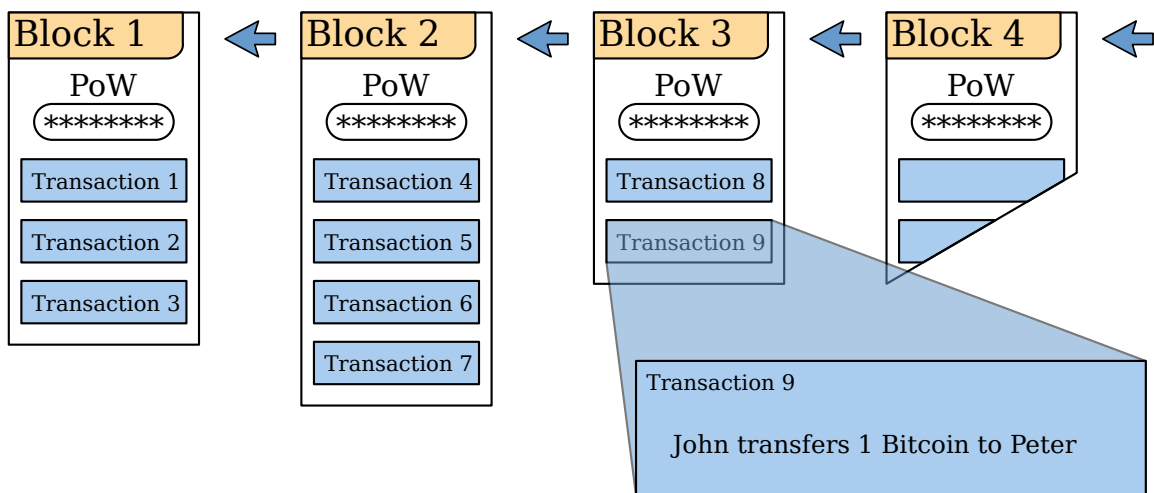 Block 1
PoW
********
Transaction 1
Transaction 2
Transaction 3
Block 2
PoW
********
Transaction 4
Transaction 5
Transaction 6
Transaction 7
Block 3
PoW
********
Transaction 8
Transaction 9
Block 4
PoW
********
Transaction 9
John transfers 1 Bitcoin to Peter